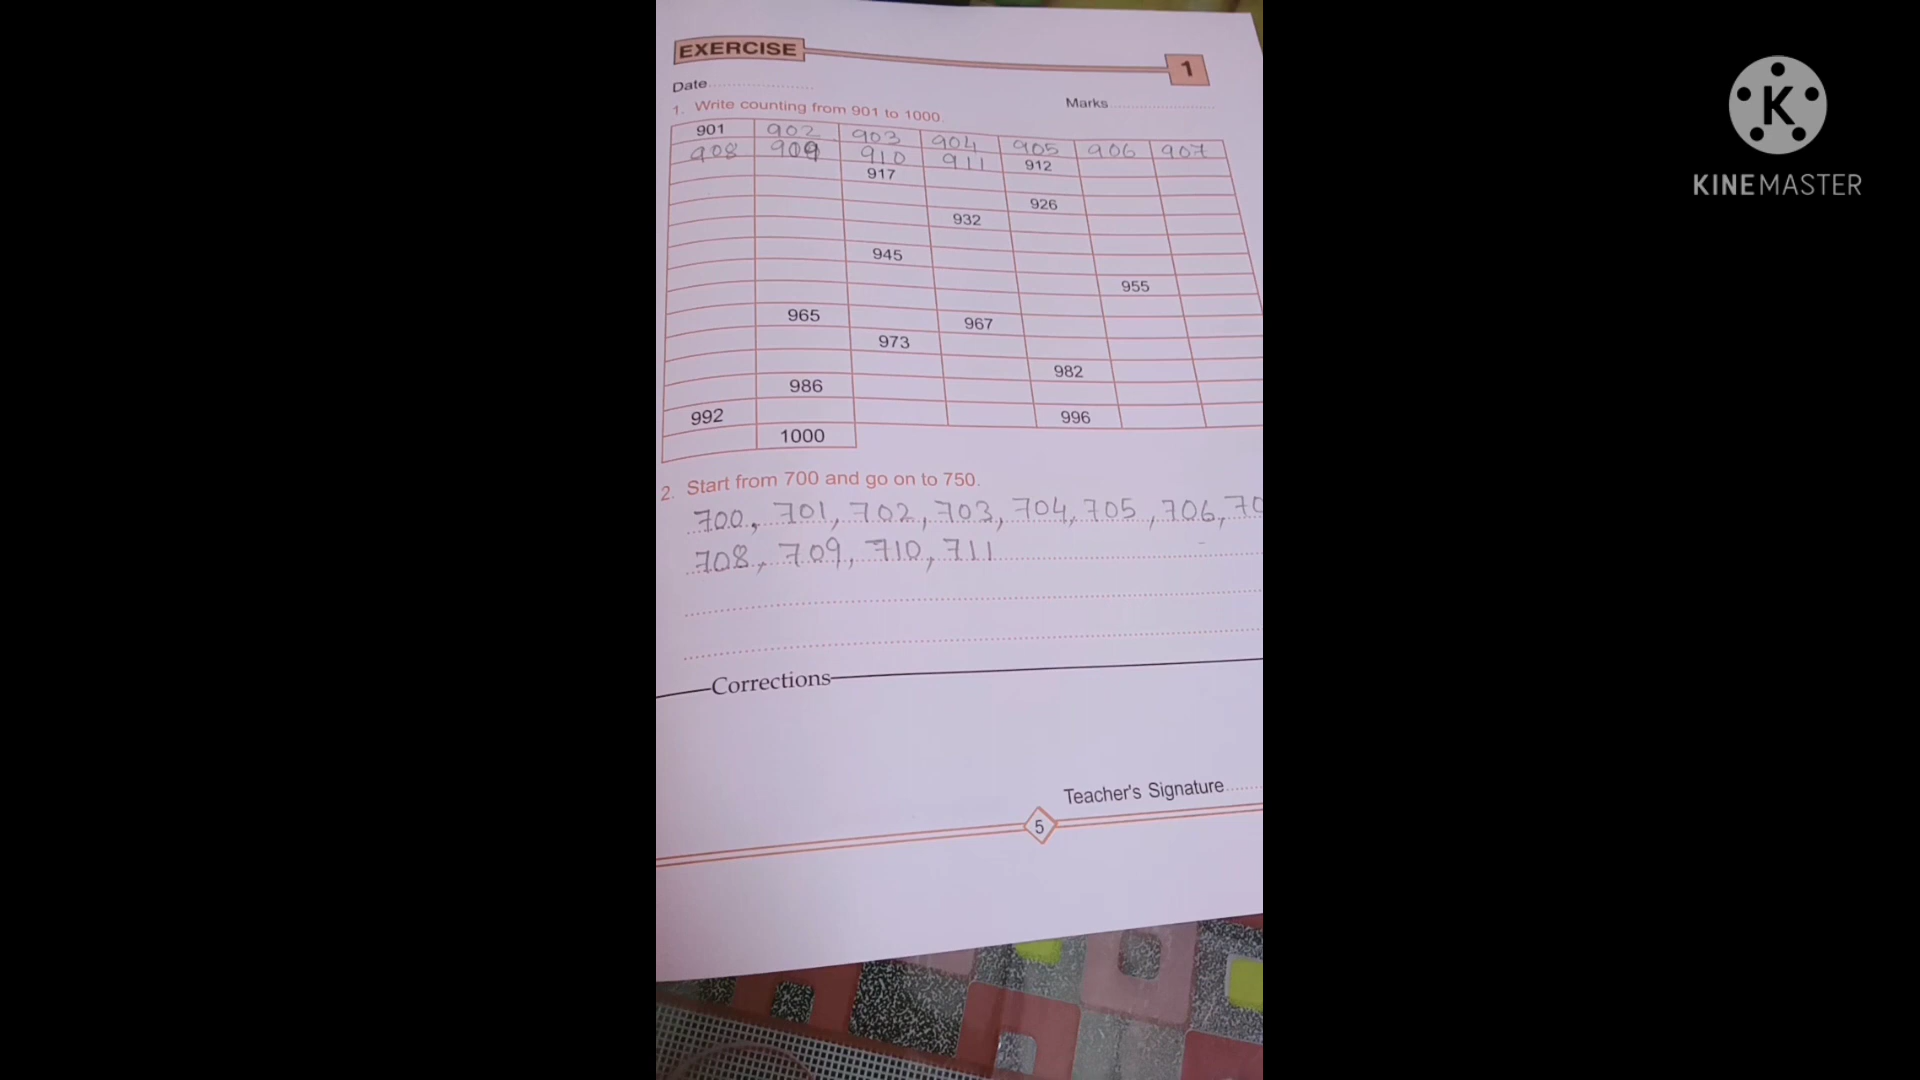 EXERCISE 1
Date
Marks
1. Write counting from 901 to 1000.
901 902 903 904 905 906 907
908 909 910 911 912
917
926
932
945
955
965 967
973
982
986
992 996
1000
2. Start from 700 and go on to 750.
700, 701, 702, 703, 704, 705, 706, 70
708, 709, 710, 711
Corrections
Teacher's Signature
5
K
KINEMASTER